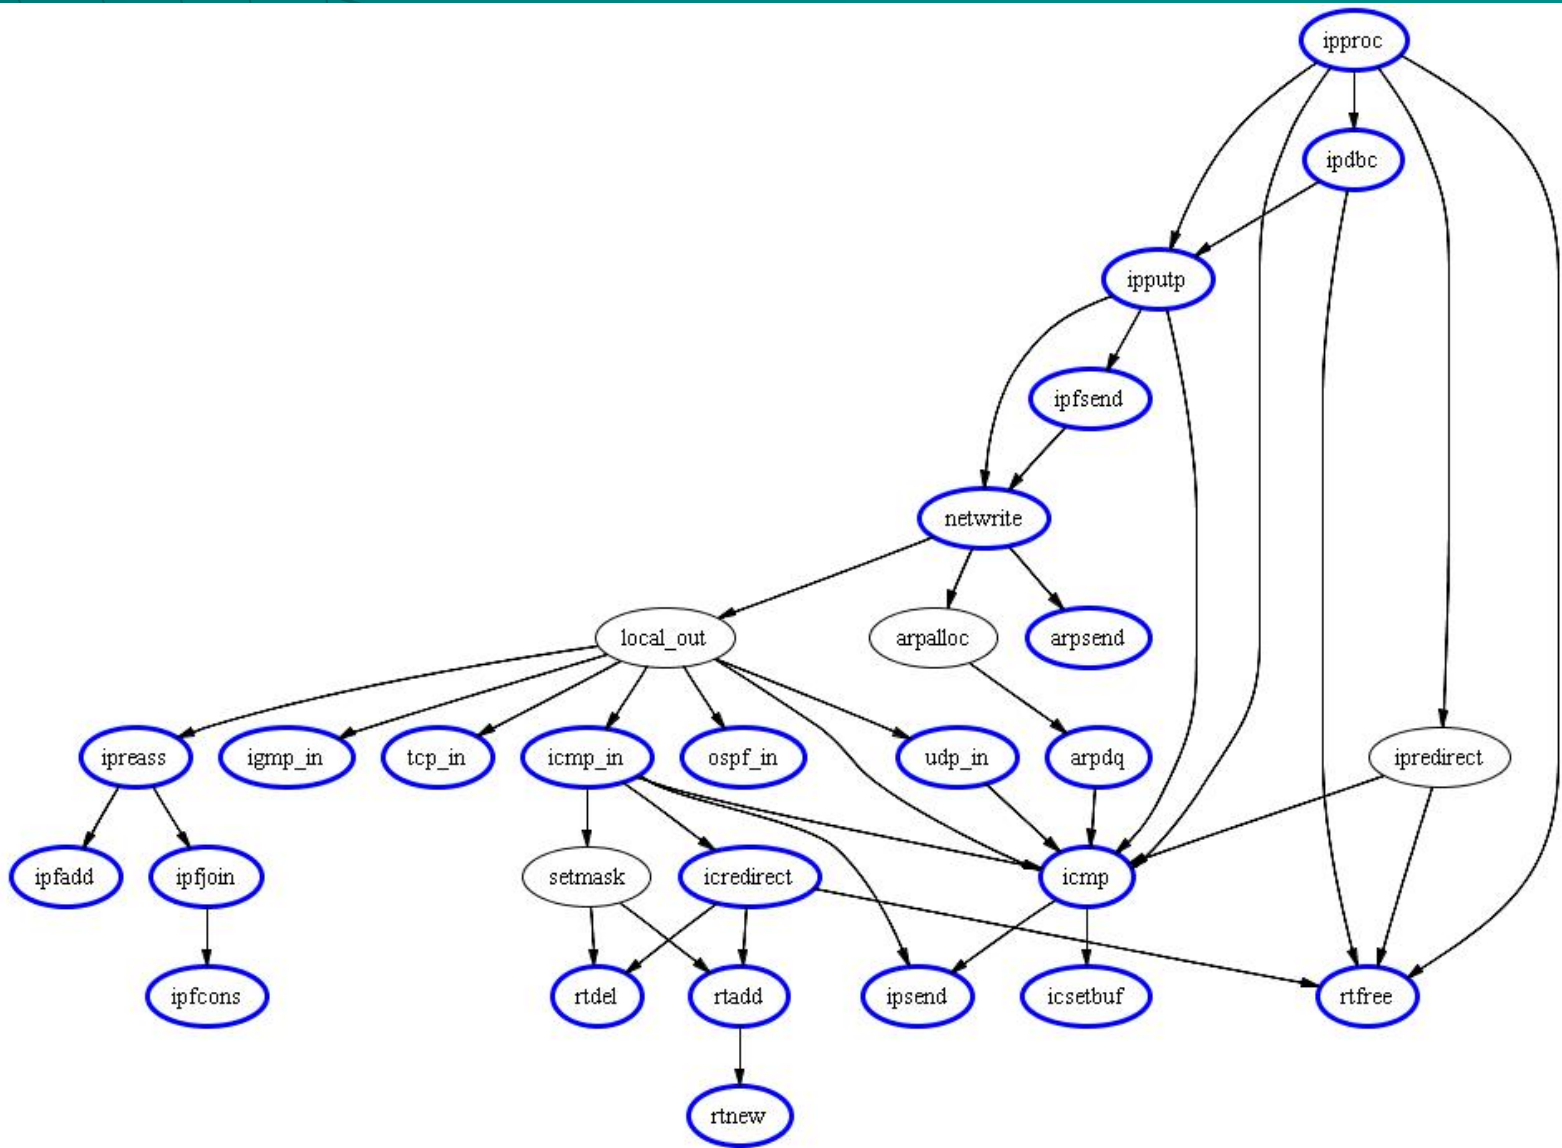 ipproc
ipdbc
ipputp
ipfsend
netwrite
local_out
arpalloc
arpsend
ipreass
igmp_in
tcp_in
icmp_in
ospf_in
udp_in
arpdq
ipredirect
ipfadd
ipfjoin
setmask
icredirect
icmp
ipfcons
rtdel
rtadd
ipsend
icsetbuf
rtfree
rtnew